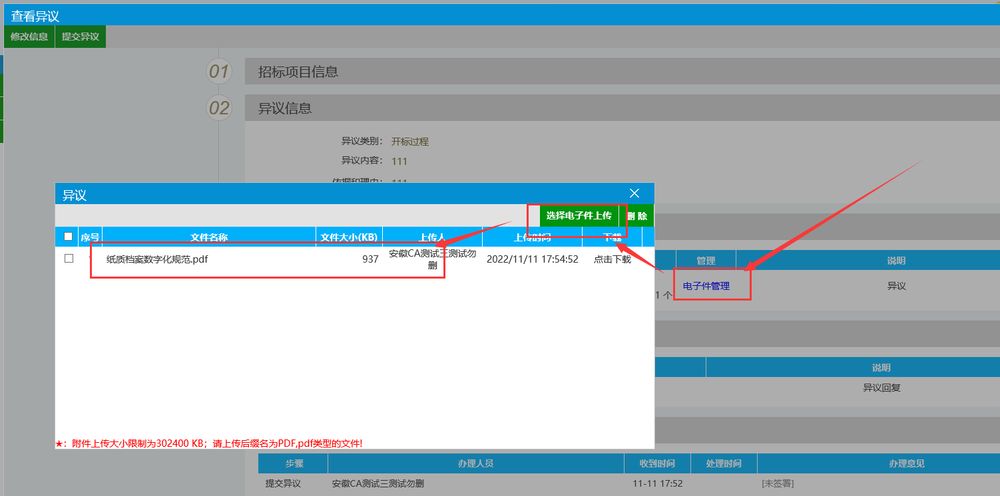 查看异议
修改信息 提交异议
01 招标项目信息
02 异议信息
异议类别： 开标过程
异议内容： 111
依据和理由： 111
异议
选择电子件上传 删 除
序号 文件名称 文件大小(KB) 上传人 上传时间 下载
纸质档案数字化规范.pdf 937 安徽CA测试三测试勿删 2022/11/11 17:54:52 点击下载
★：附件上传大小限制为302400 KB；请上传后缀名为PDF,pdf类型的文件!
管理 说明
1 个 电子件管理 异议
说明
异议回复
步骤 办理人员 收到时间 处理时间 办理意见
提交异议 安徽CA测试三测试勿删 11-11 17:52 [未签署]